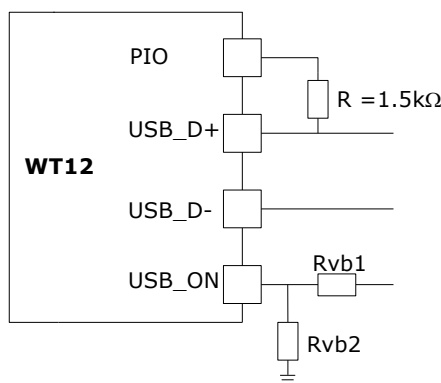 PIO
R =1.5kΩ
USB_D+
WT12
USB_D-
USB_ON
Rvb1
Rvb2